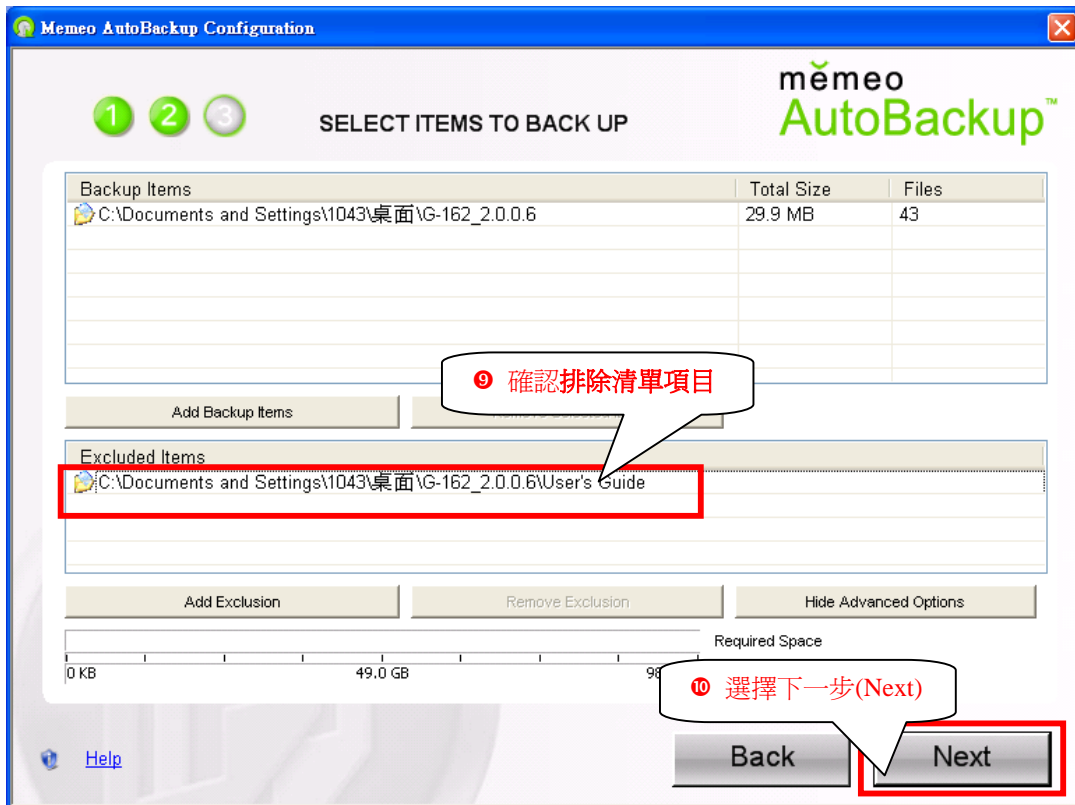 Memeo AutoBackup Configuration
mĕmeo
AutoBackup™
1 2 3
SELECT ITEMS TO BACK UP
Backup Items Total Size Files
C:\Documents and Settings\1043\桌面\G-162_2.0.0.6 29.9 MB 43
❾ 確認排除清單項目
Add Backup Items
Excluded Items
C:\Documents and Settings\1043\桌面\G-162_2.0.0.6\User's Guide
Add Exclusion Remove Exclusion Hide Advanced Options
Required Space
0 KB 49.0 GB
❿ 選擇下一步(Next)
Help Back Next